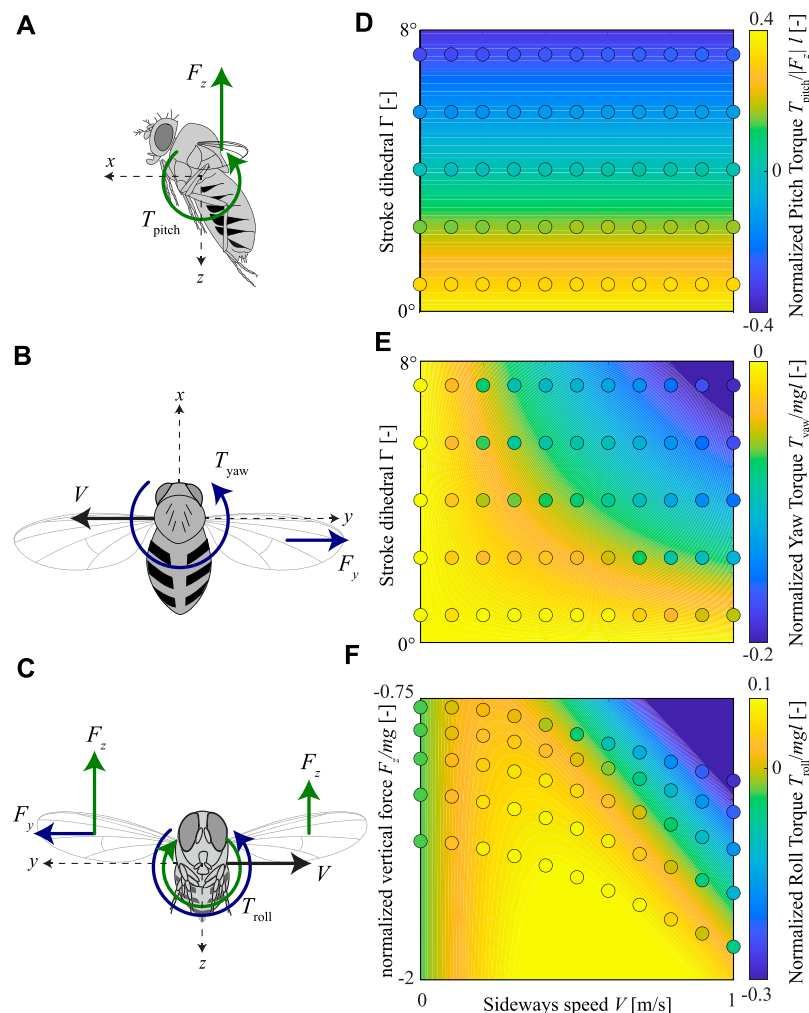 A
F_z
x
T_pitch
z
B
x
T_yaw
V
y
F_y
C
F_z
F_z
F_y
y
V
T_roll
z
D
8°
Stroke dihedral Γ [-]
0°
0.4
0
-0.4
Normalized Pitch Torque T_pitch/|F_z| l [-]
E
8°
Stroke dihedral Γ [-]
0°
0
-0.2
Normalized Yaw Torque T_yaw/mgl [-]
F
-0.75
normalized vertical force F_z/mg [-]
-2
0
1
Sideways speed V [m/s]
0.1
0
-0.3
Normalized Roll Torque T_roll/mgl [-]